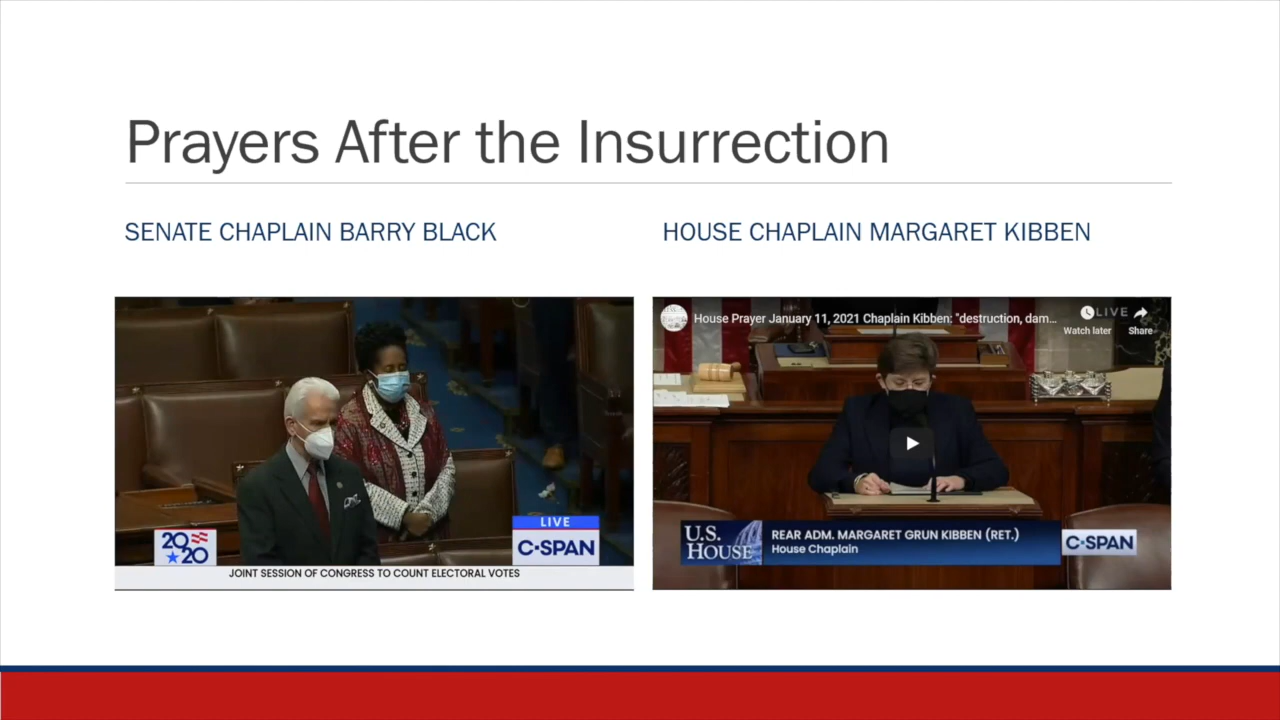 Prayers After the Insurrection
SENATE CHAPLAIN BARRY BLACK
HOUSE CHAPLAIN MARGARET KIBBEN
2020
LIVE
C-SPAN
JOINT SESSION OF CONGRESS TO COUNT ELECTORAL VOTES
House Prayer January 11, 2021 Chaplain Kibben: "destruction, dam...
LIVE
Watch later
Share
U.S. HOUSE
REAR ADM. MARGARET GRUN KIBBEN (RET.)
House Chaplain
C-SPAN